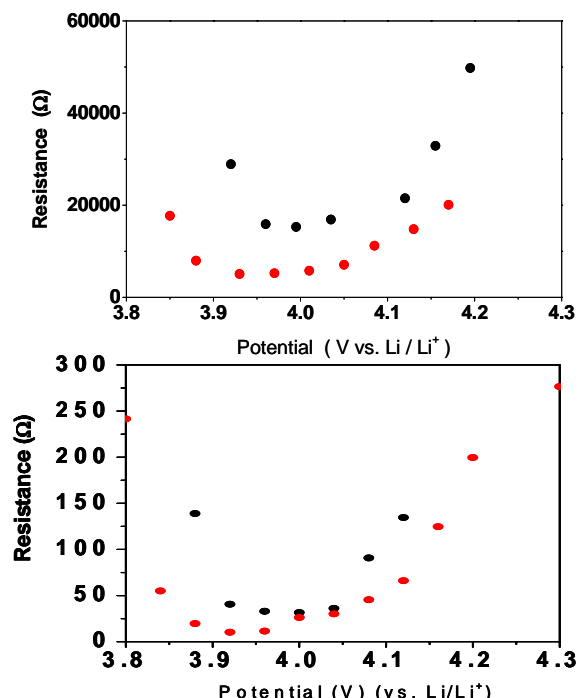 60000
40000
20000
0
Resistance (Ω)
3.8 3.9 4.0 4.1 4.2 4.3
Potential ( V vs. Li / Li⁺)
300
250
200
150
100
50
0
Resistance (Ω)
3.8 3.9 4.0 4.1 4.2 4.3
Potential (V) (vs. Li/Li⁺)